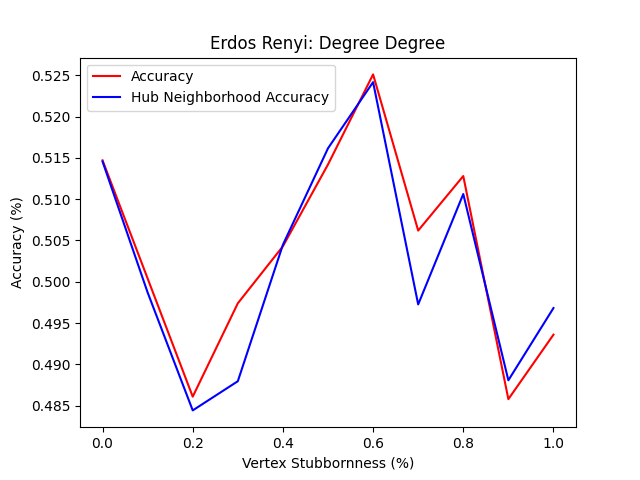 Erdos Renyi: Degree Degree
Accuracy
Hub Neighborhood Accuracy
Accuracy (%)
0.525
0.520
0.515
0.510
0.505
0.500
0.495
0.490
0.485
0.0 0.2 0.4 0.6 0.8 1.0
Vertex Stubbornness (%)